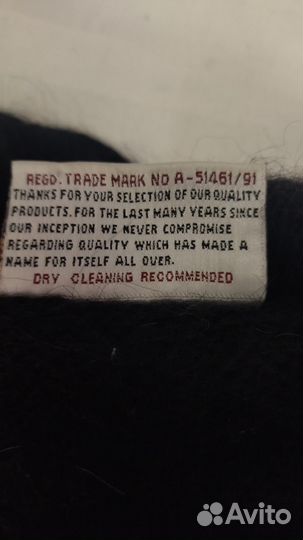 REGD. TRADE MARK NO A-51461/91
THANKS FOR YOUR SELECTION OF OUR QUALITY
PRODUCTS. FOR THE LAST MANY YEARS SINCE
OUR INCEPTION WE NEVER COMPROMISE
REGARDING QUALITY WHICH HAS MADE A
NAME FOR ITSELF ALL OVER.
DRY CLEANING RECOMMENDED
Avito